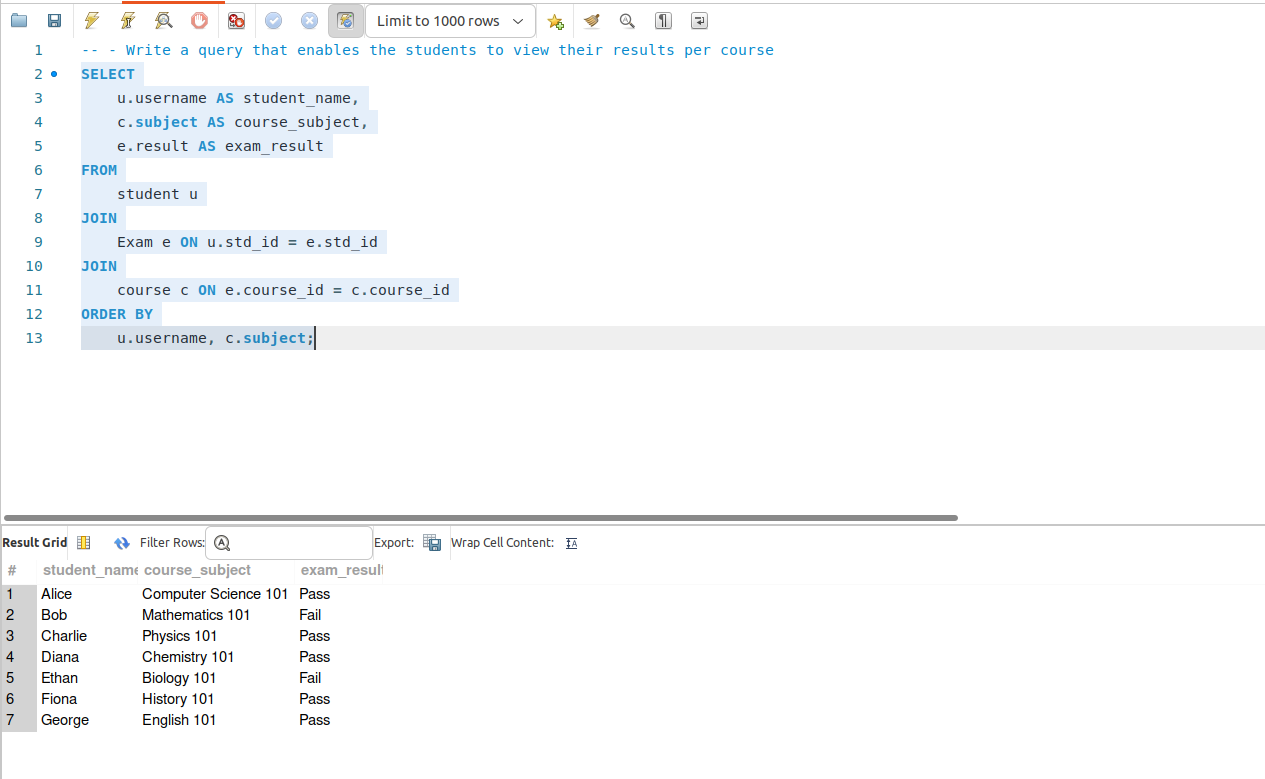 Limit to 1000 rows
1 -- - Write a query that enables the students to view their results per course
2 SELECT
3 u.username AS student_name,
4 c.subject AS course_subject,
5 e.result AS exam_result
6 FROM
7 student u
8 JOIN
9 Exam e ON u.std_id = e.std_id
10 JOIN
11 course c ON e.course_id = c.course_id
12 ORDER BY
13 u.username, c.subject;
Result Grid Filter Rows: Export: Wrap Cell Content:
# student_name course_subject exam_result
1 Alice Computer Science 101 Pass
2 Bob Mathematics 101 Fail
3 Charlie Physics 101 Pass
4 Diana Chemistry 101 Pass
5 Ethan Biology 101 Fail
6 Fiona History 101 Pass
7 George English 101 Pass